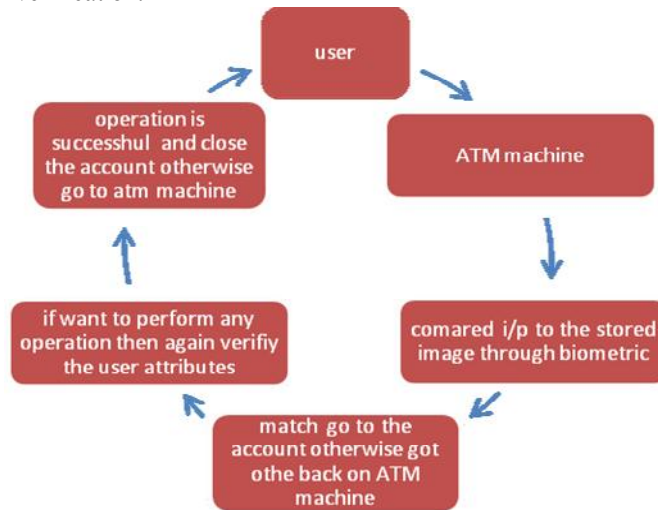 user
ATM machine
comared i/p to the stored
image through biometric
match go to the
account otherwise got
othe back on ATM
machine
if want to perform any
operation then again verifiy
the user attributes
operation is
successhul and close
the account otherwise
go to atm machine